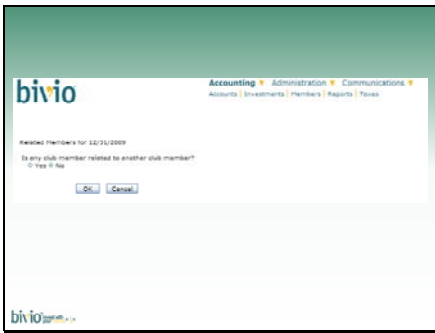 bivio
Accounting Administration Communications
Accounts | Investments | Members | Reports | Taxes
Related Members for 12/31/2009
Is any club member related to another club member?
Yes No
OK Cancel
bivio